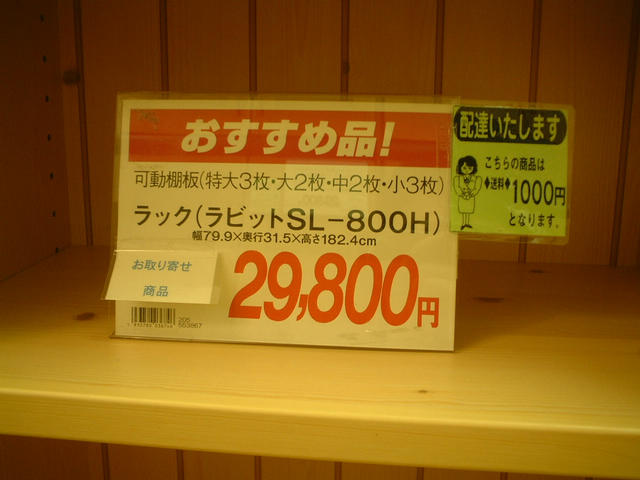 おすすめ品!
可動棚板(特大3枚・大2枚・中2枚・小3枚)
ラック(ラビットSL-800H)
幅79.9×奥行31.5×高さ182.4cm
お取り寄せ
商品
29,800円
205
563867
配達いたします
こちらの商品は
◆送料◆1000円
となります。